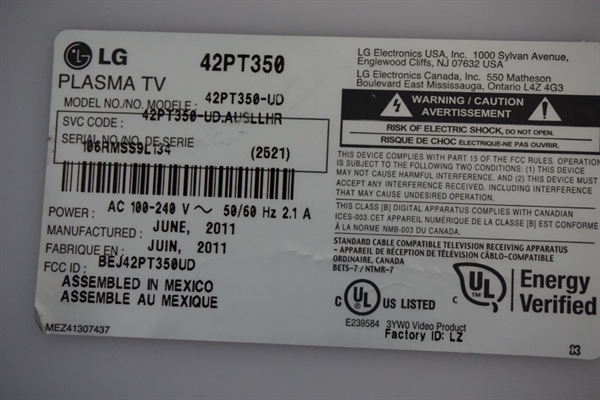 LG 42PT350
PLASMA TV
MODEL NO./NO. MODELE : 42PT350-UD
SVC CODE : 42PT350-UD.AUSLLHR
SERIAL NO./NO DE SERIE
106RMSS9L134 (2521)
POWER : AC 100-240 V ~ 50/60 Hz 2.1 A
MANUFACTURED : JUNE, 2011
FABRIQUE EN : JUIN, 2011
FCC ID : BEJ42PT350UD
ASSEMBLED IN MEXICO
ASSEMBLE AU MEXIQUE
MEZ41307437
LG Electronics USA, Inc. 1000 Sylvan Avenue,
Englewood Cliffs, NJ 07632 USA
LG Electronics Canada, Inc. 550 Matheson
Boulevard East Mississauga, Ontario L4Z 4G3
WARNING / CAUTION
AVERTISSEMENT
RISK OF ELECTRIC SHOCK, DO NOT OPEN.
RISQUE DE CHOC ELECTRIQUE-NE PAS OUVRIR.
THIS DEVICE COMPLIES WITH PART 15 OF THE FCC RULES. OPERATION
IS SUBJECT TO THE FOLLOWING TWO CONDITIONS: (1) THIS DEVICE
MAY NOT CAUSE HARMFUL INTERFERENCE, AND (2) THIS DEVICE MUST
ACCEPT ANY INTERFERENCE RECEIVED, INCLUDING INTERFERENCE
THAT MAY CAUSE UNDESIRED OPERATION.
THIS CLASS [B] DIGITAL APPARATUS COMPLIES WITH CANADIAN
ICES-003.CET APPAREIL NUMÉRIQUE DE LA CLASSE [B] EST CONFORME
À LA NORME NMB-003 DU CANADA.
STANDARD CABLE COMPATIBLE TELEVISION RECEIVING APPARATUS
- APPAREIL DE RÉCEPTION DE TÉLÉVISION CÂBLO-COMPATIBLE
ORDINAIRE, CANADA
BETS-7 / NTMR-7
C UL US LISTED
E239584 3YW0 Video Product
Factory ID: LZ
C UL
Energy
Verified